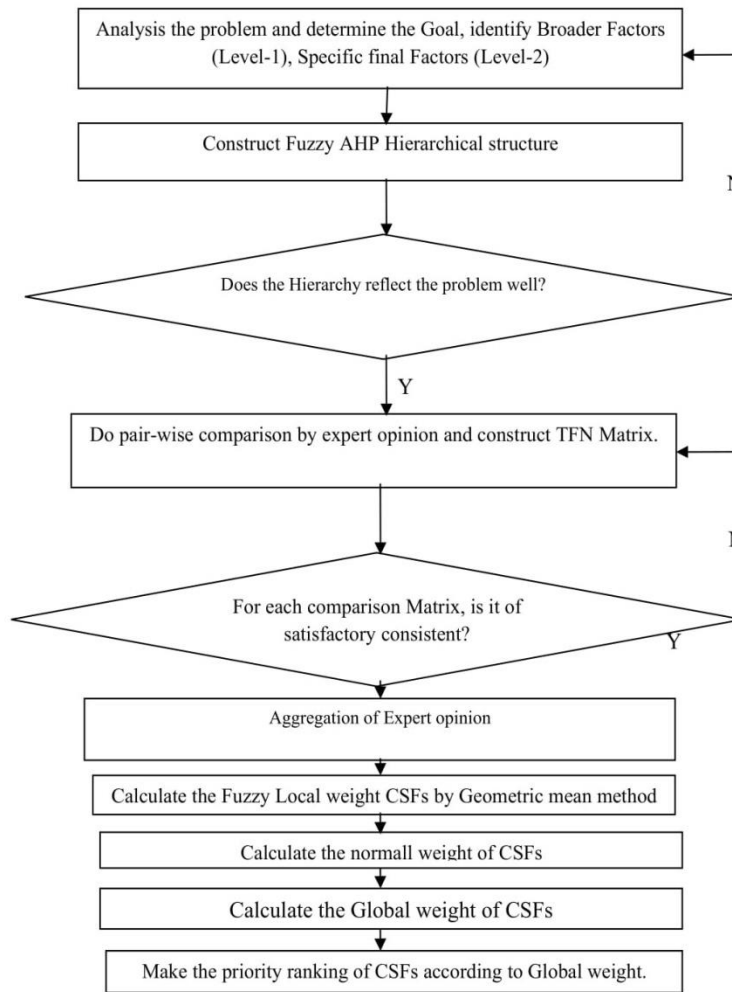 Analysis the problem and determine the Goal, identify Broader Factors
(Level-1), Specific final Factors (Level-2)
Construct Fuzzy AHP Hierarchical structure
Does the Hierarchy reflect the problem well?
Y
Do pair-wise comparison by expert opinion and construct TFN Matrix.
For each comparison Matrix, is it of
satisfactory consistent?
Y
Aggregation of Expert opinion
Calculate the Fuzzy Local weight CSFs by Geometric mean method
Calculate the normall weight of CSFs
Calculate the Global weight of CSFs
Make the priority ranking of CSFs according to Global weight.